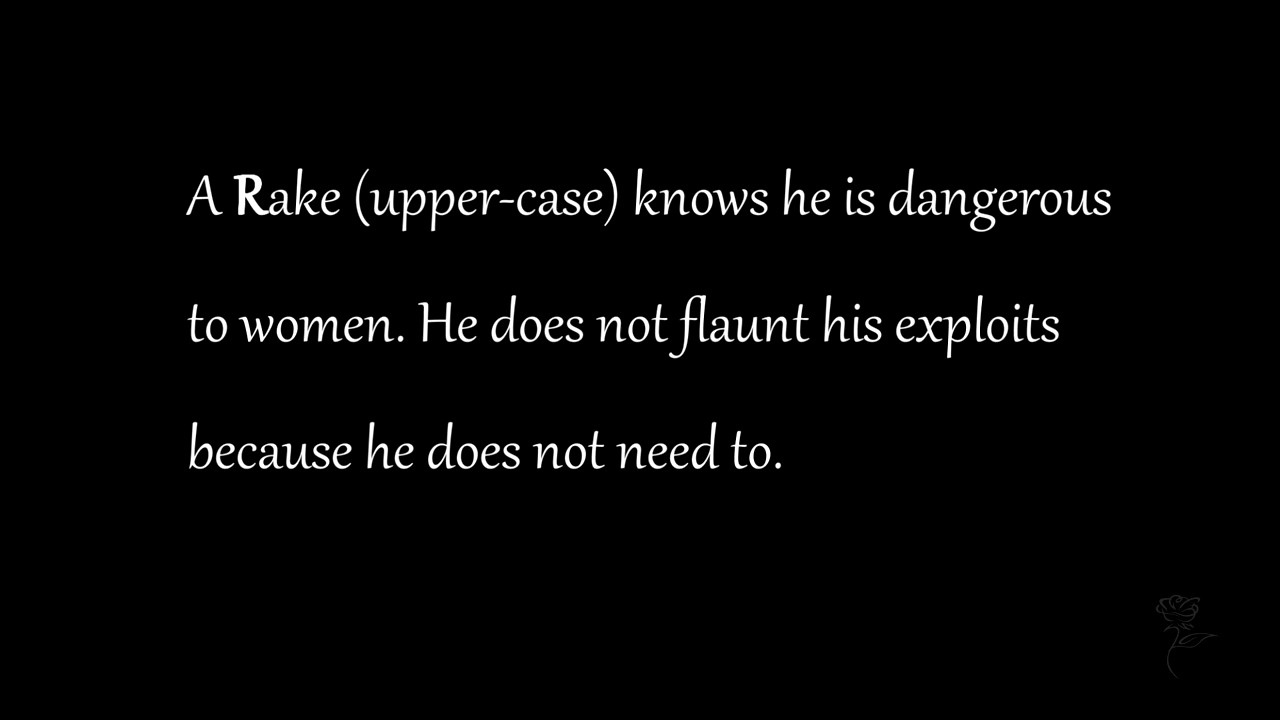 A Rake (upper-case) knows he is dangerous
to women. He does not flaunt his exploits
because he does not need to.